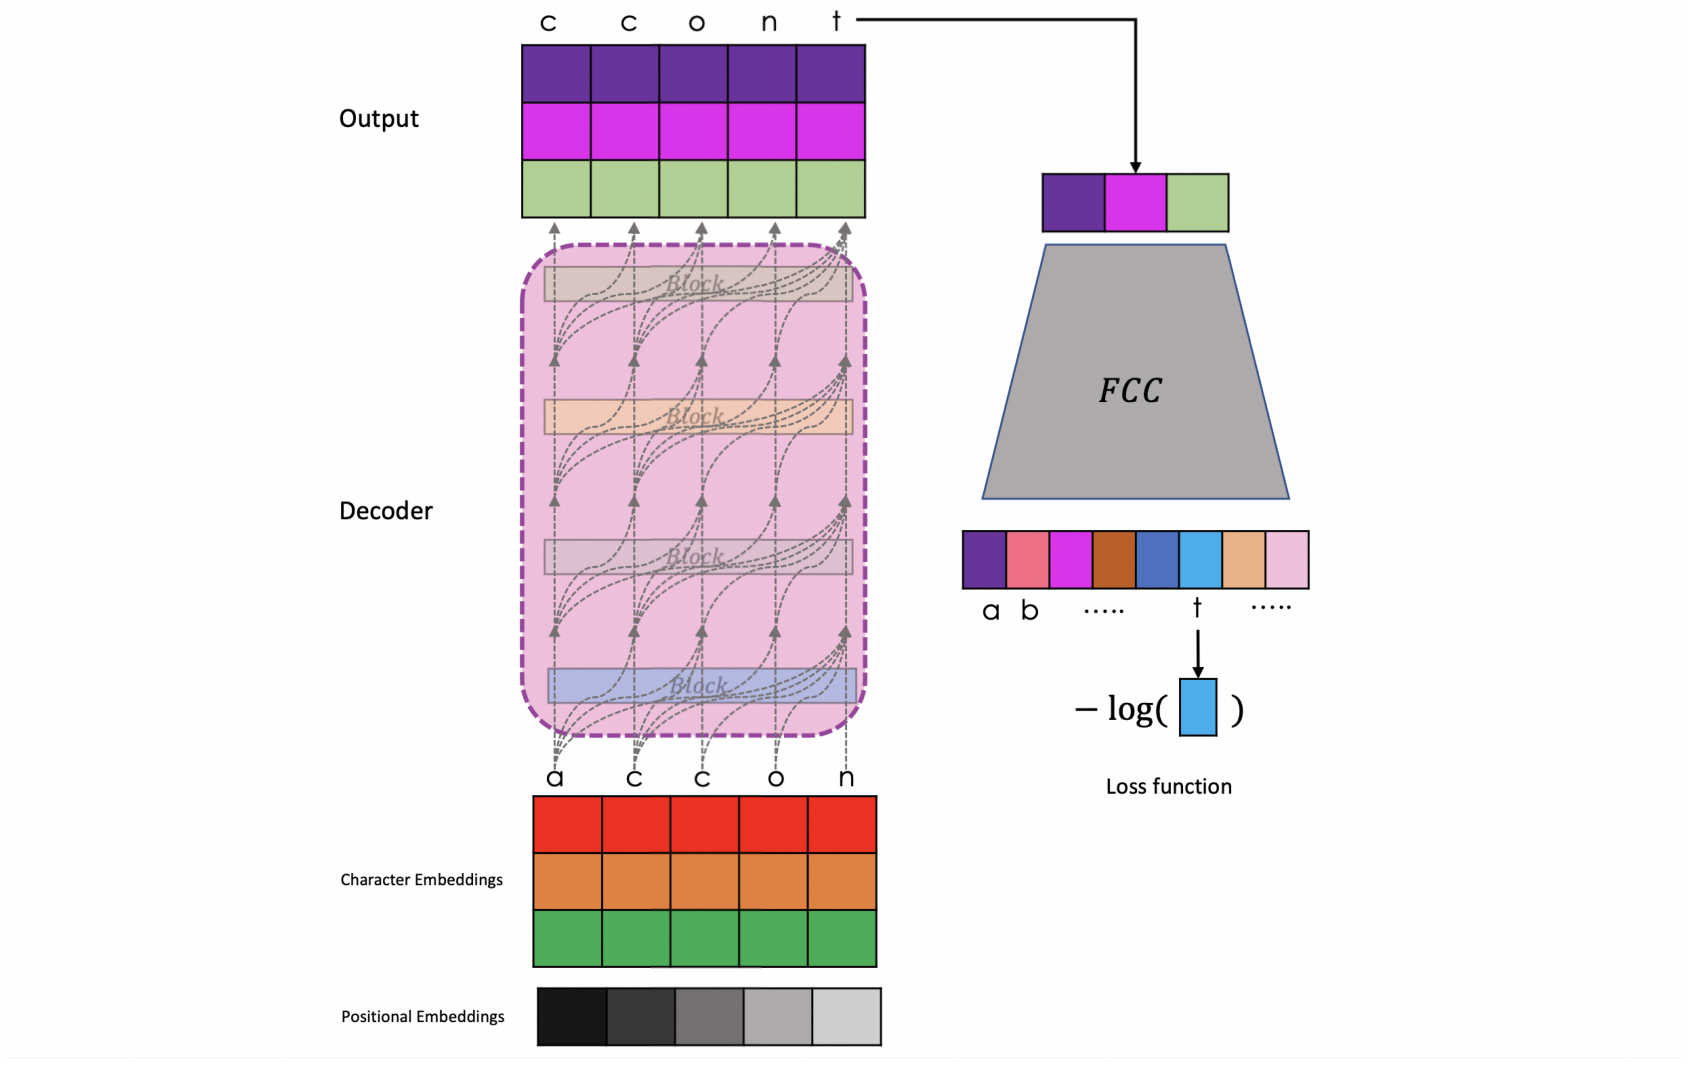 c c o n t
Output
Block
Block
Decoder
Block
Block
a c c o n
Character Embeddings
Positional Embeddings
FCC
a b ..... t .....
− log( )
Loss function